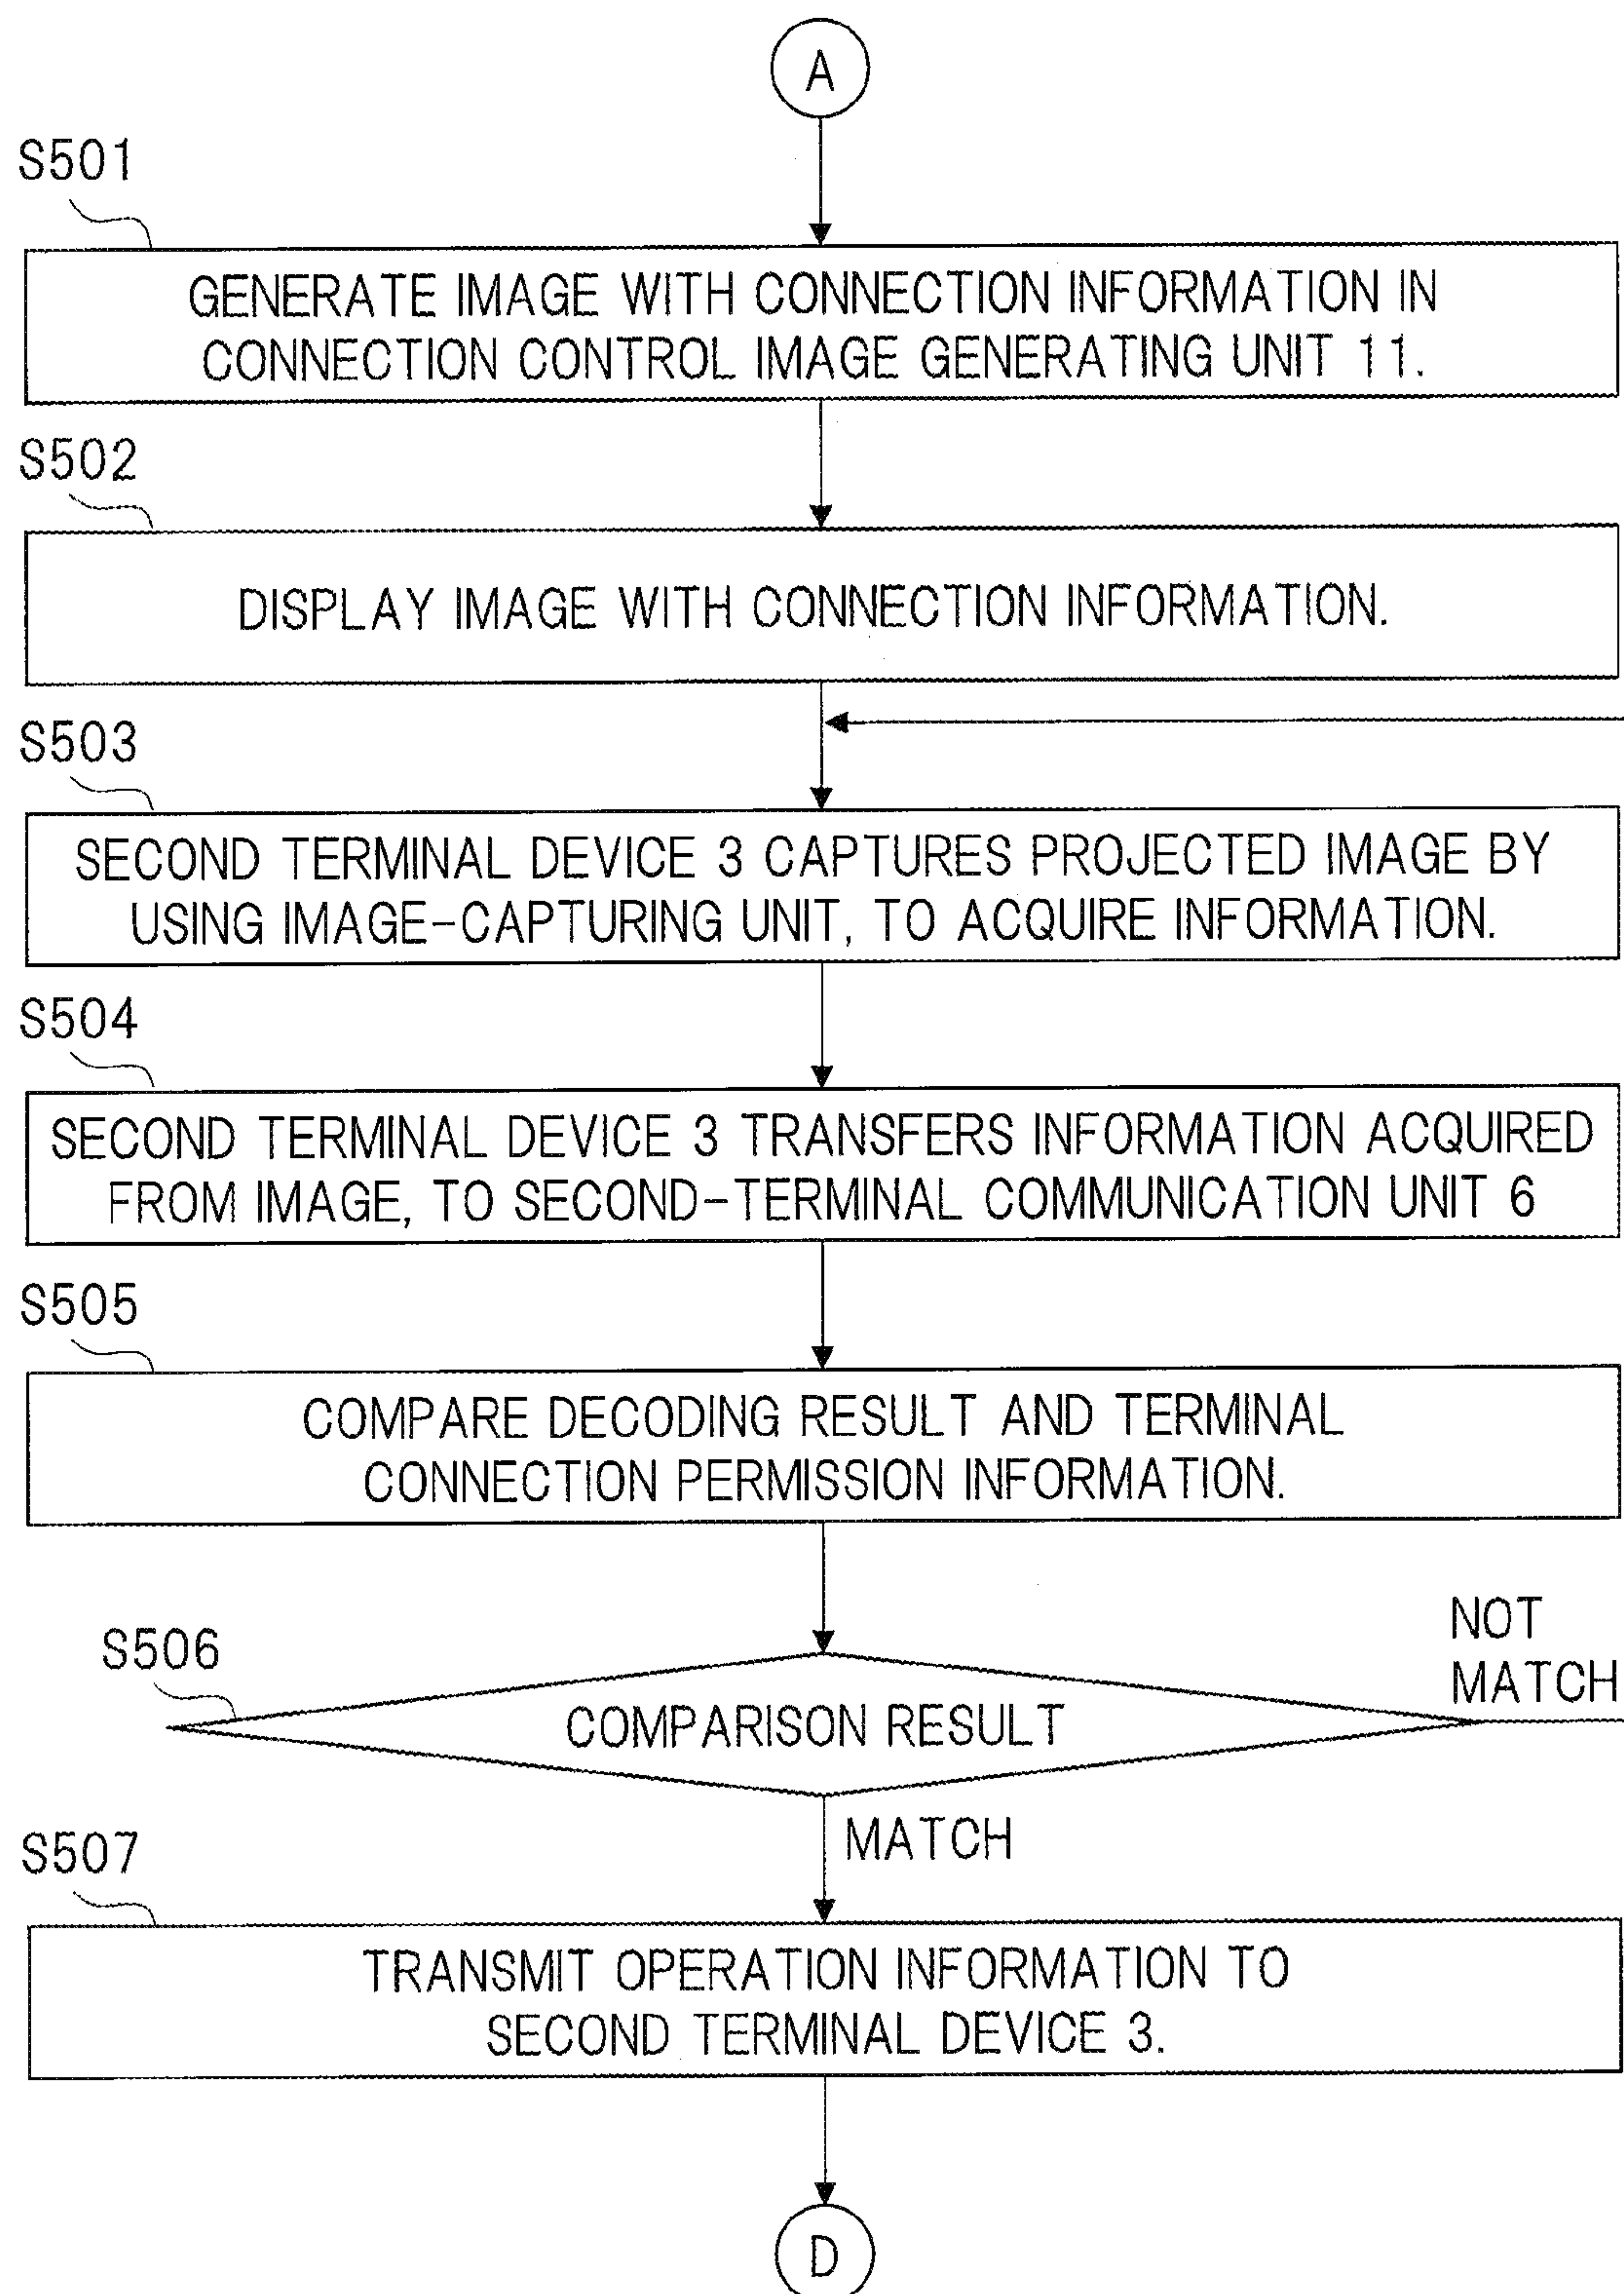 A
S501
GENERATE IMAGE WITH CONNECTION INFORMATION IN
CONNECTION CONTROL IMAGE GENERATING UNIT 11.
S502
DISPLAY IMAGE WITH CONNECTION INFORMATION.
S503
SECOND TERMINAL DEVICE 3 CAPTURES PROJECTED IMAGE BY
USING IMAGE-CAPTURING UNIT, TO ACQUIRE INFORMATION.
S504
SECOND TERMINAL DEVICE 3 TRANSFERS INFORMATION ACQUIRED
FROM IMAGE, TO SECOND-TERMINAL COMMUNICATION UNIT 6
S505
COMPARE DECODING RESULT AND TERMINAL
CONNECTION PERMISSION INFORMATION.
S506
COMPARISON RESULT
NOT
MATCH
MATCH
S507
TRANSMIT OPERATION INFORMATION TO
SECOND TERMINAL DEVICE 3.
D